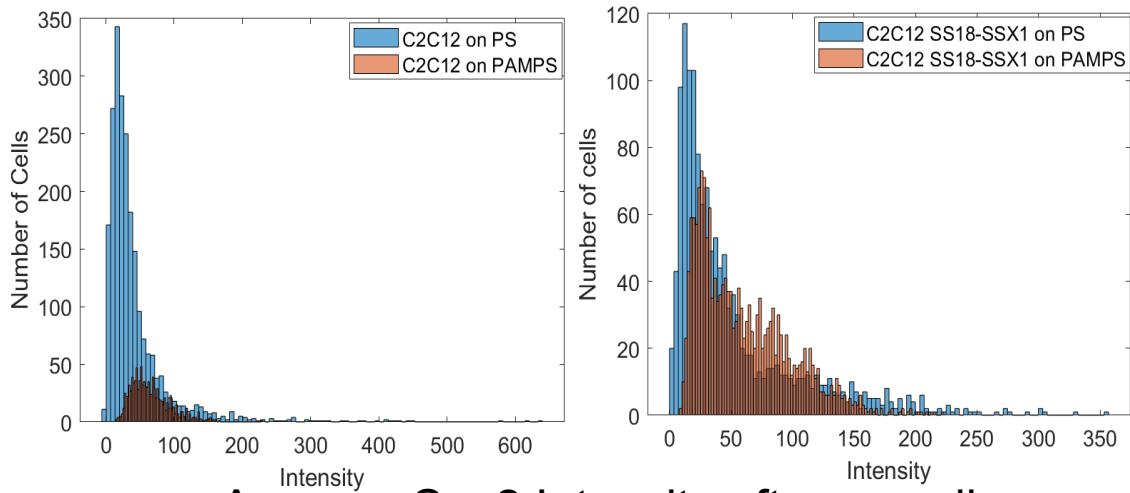 C2C12 on PS
C2C12 on PAMPS
350
300
250
200
150
100
50
0
Number of Cells
0 100 200 300 400 500 600
Intensity
C2C12 SS18-SSX1 on PS
C2C12 SS18-SSX1 on PAMPS
120
100
80
60
40
20
0
Number of cells
0 50 100 150 200 250 300 350
Intensity